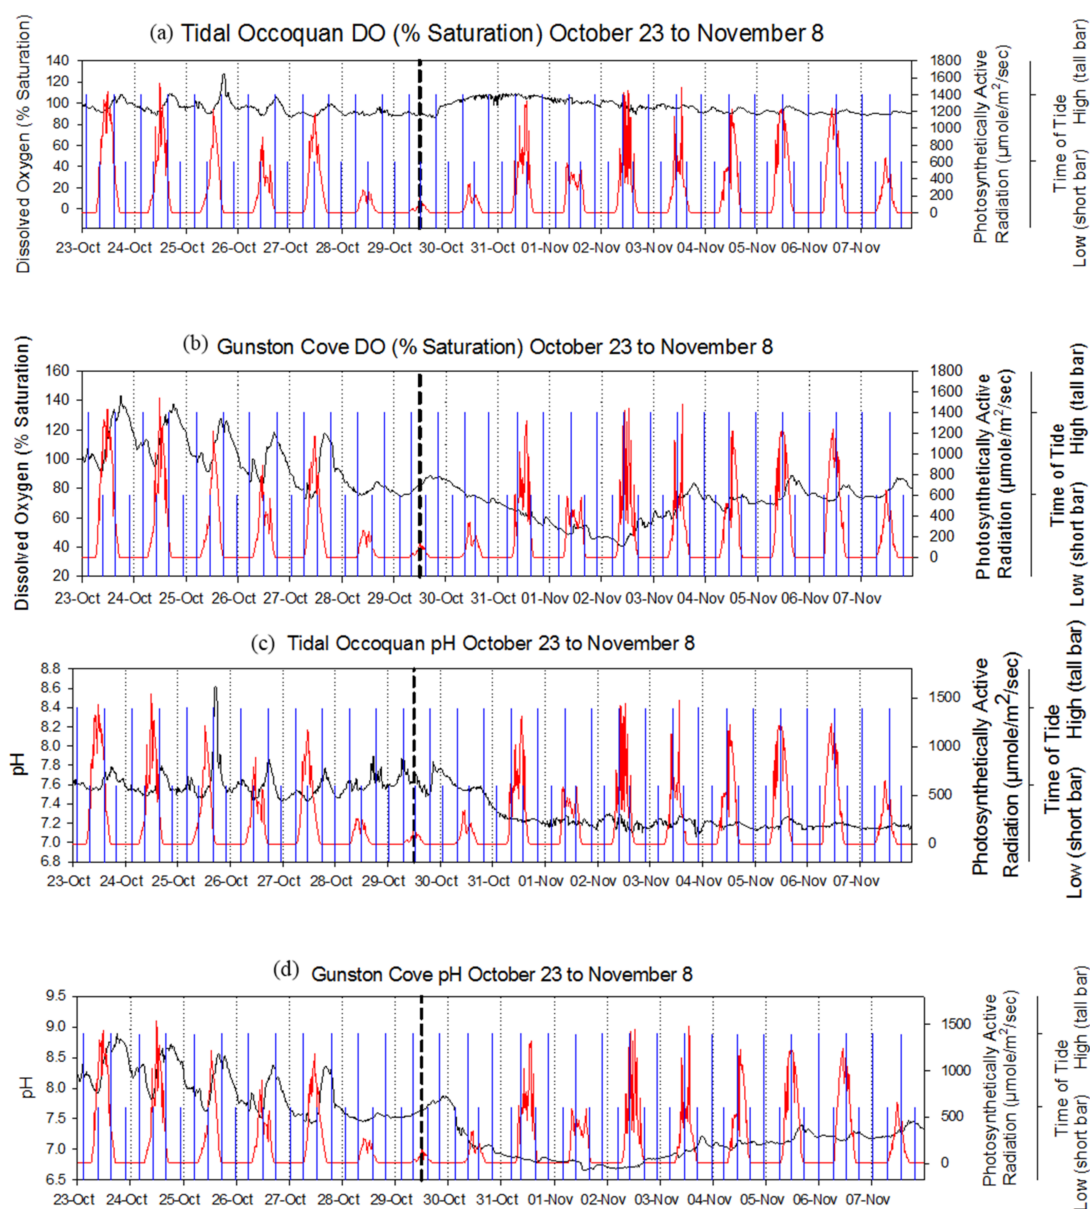 (a) Tidal Occoquan DO (% Saturation) October 23 to November 8
Dissolved Oxygen (% Saturation)
140
120
100
80
60
40
20
0
1800
1600
1400
1200
1000
800
600
400
200
0
Photosynthetically Active
Radiation (µmole/m²/sec)
Time of Tide
Low (short bar) High (tall bar)
23-Oct 24-Oct 25-Oct 26-Oct 27-Oct 28-Oct 29-Oct 30-Oct 31-Oct 01-Nov 02-Nov 03-Nov 04-Nov 05-Nov 06-Nov 07-Nov
(b) Gunston Cove DO (% Saturation) October 23 to November 8
Dissolved Oxygen (% Saturation)
160
140
120
100
80
60
40
20
1800
1600
1400
1200
1000
800
600
400
200
0
Photosynthetically Active
Radiation (µmole/m²/sec)
Time of Tide
Low (short bar) High (tall bar)
23-Oct 24-Oct 25-Oct 26-Oct 27-Oct 28-Oct 29-Oct 30-Oct 31-Oct 01-Nov 02-Nov 03-Nov 04-Nov 05-Nov 06-Nov 07-Nov
(c) Tidal Occoquan pH October 23 to November 8
pH
8.8
8.6
8.4
8.2
8.0
7.8
7.6
7.4
7.2
7.0
6.8
1500
1000
500
0
Photosynthetically Active
Radiation (µmole/m²/sec)
Time of Tide
Low (short bar) High (tall bar)
23-Oct 24-Oct 25-Oct 26-Oct 27-Oct 28-Oct 29-Oct 30-Oct 31-Oct 01-Nov 02-Nov 03-Nov 04-Nov 05-Nov 06-Nov 07-Nov
(d) Gunston Cove pH October 23 to November 8
pH
9.5
9.0
8.5
8.0
7.5
7.0
6.5
1500
1000
500
0
Photosynthetically Active
Radiation (µmole/m²/sec)
Time of Tide
Low (short bar) High (tall bar)
23-Oct 24-Oct 25-Oct 26-Oct 27-Oct 28-Oct 29-Oct 30-Oct 31-Oct 01-Nov 02-Nov 03-Nov 04-Nov 05-Nov 06-Nov 07-Nov